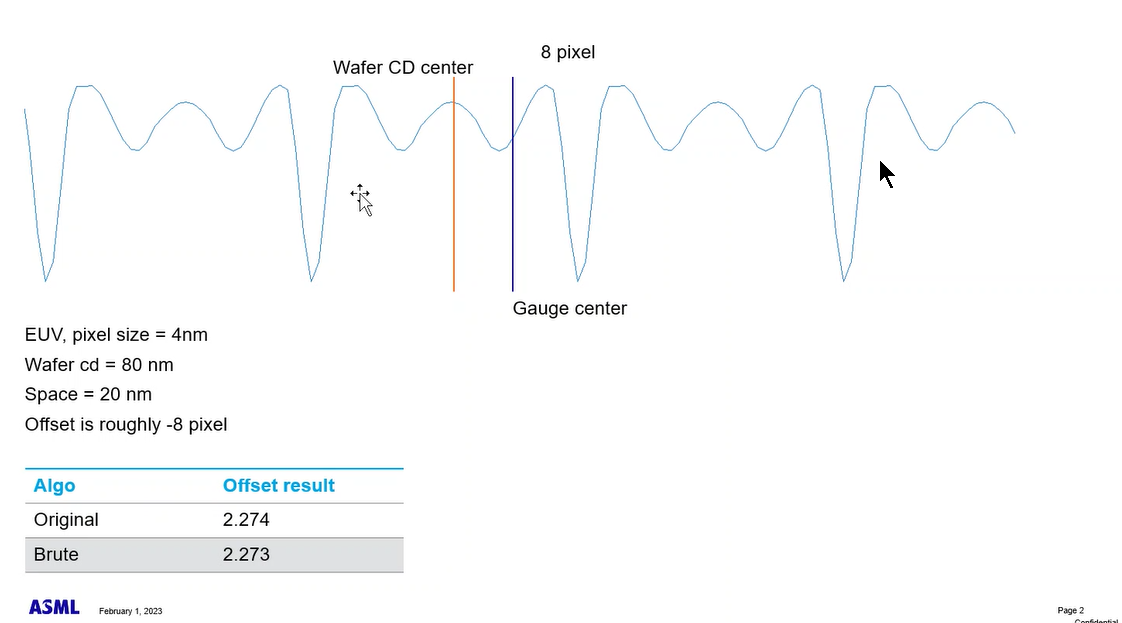 8 pixel
Wafer CD center
Gauge center
EUV, pixel size = 4nm
Wafer cd = 80 nm
Space = 20 nm
Offset is roughly -8 pixel
Algo Offset result
Original 2.274
Brute 2.273
ASML February 1, 2023 Page 2
Confidential